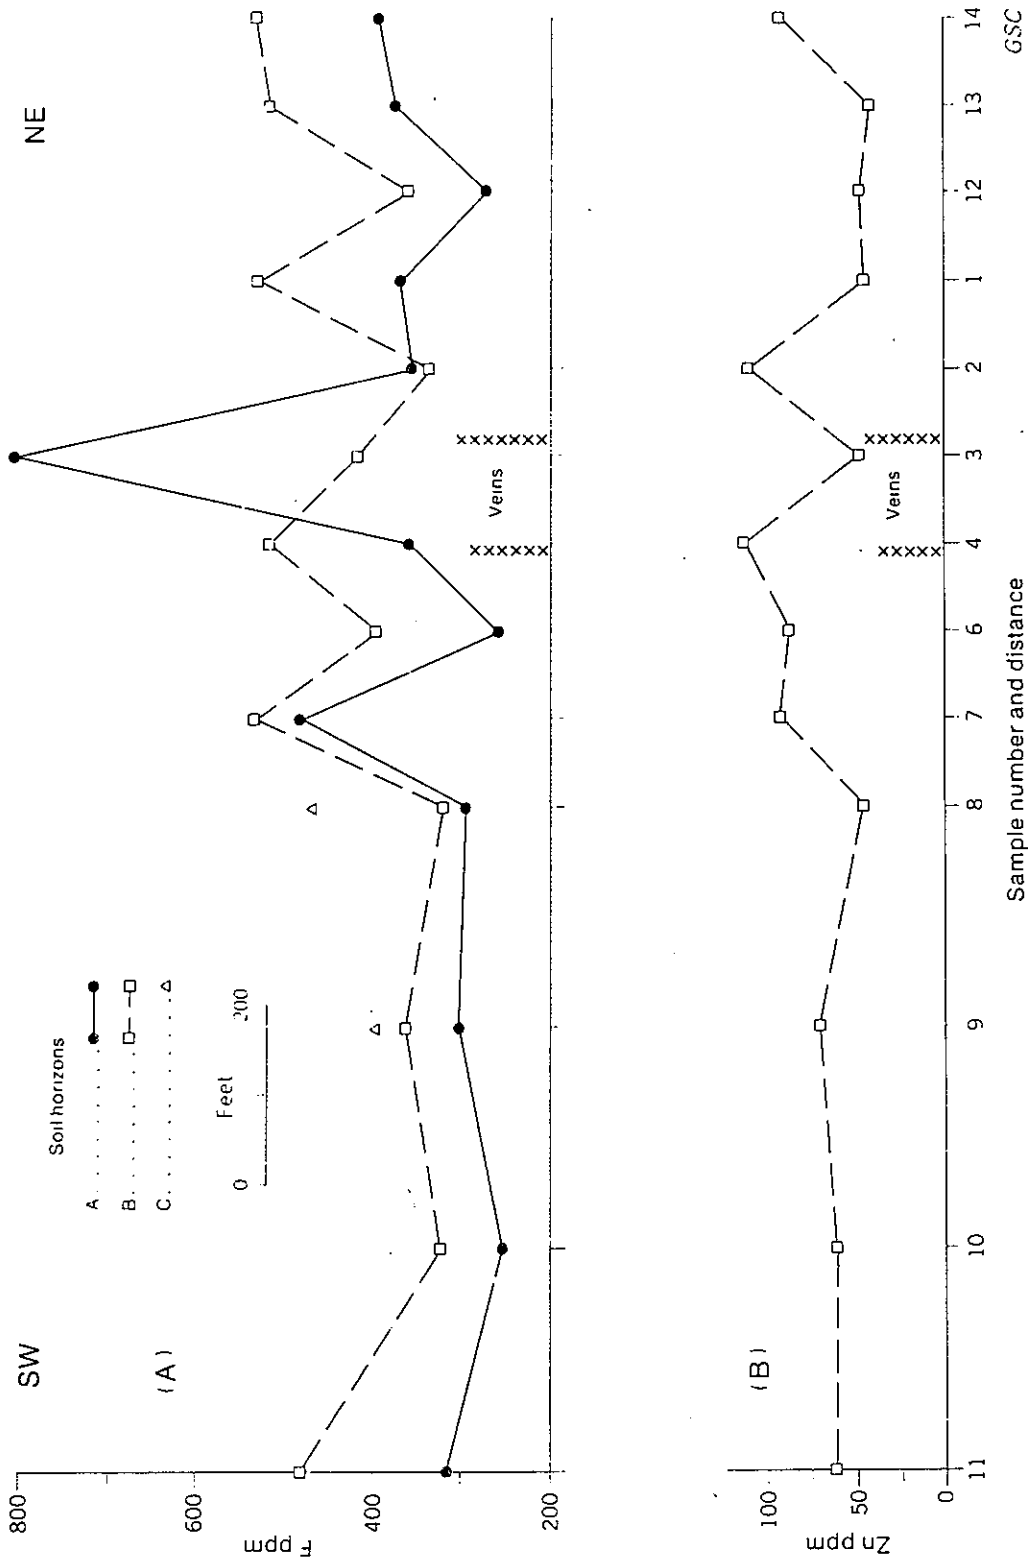 SW
NE
(A)
Soil horizons
A
B
C
Feet
0 200
800
600
400
200
F ppm
Veins
(B)
100
50
0
Zn ppm
Veins
11 10 9 8 7 6 4 3 2 1 12 13 14
Sample number and distance
GSC